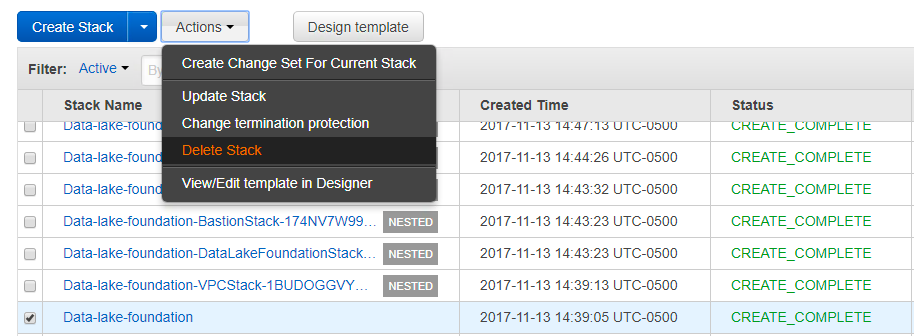 Create Stack Actions Design template
Create Change Set For Current Stack
Filter: Active By
Update Stack
Stack Name Created Time Status
Change termination protection
Data-lake-founda 2017-11-13 14:47:13 UTC-0500 CREATE_COMPLETE
Delete Stack
Data-lake-founda 2017-11-13 14:44:26 UTC-0500 CREATE_COMPLETE
View/Edit template in Designer
Data-lake-founda 2017-11-13 14:43:32 UTC-0500 CREATE_COMPLETE
Data-lake-foundation-BastionStack-174NV7W99... NESTED 2017-11-13 14:43:23 UTC-0500 CREATE_COMPLETE
Data-lake-foundation-DataLakeFoundationStack... NESTED 2017-11-13 14:43:23 UTC-0500 CREATE_COMPLETE
Data-lake-foundation-VPCStack-1BUDOGGVY... NESTED 2017-11-13 14:39:13 UTC-0500 CREATE_COMPLETE
Data-lake-foundation 2017-11-13 14:39:05 UTC-0500 CREATE_COMPLETE